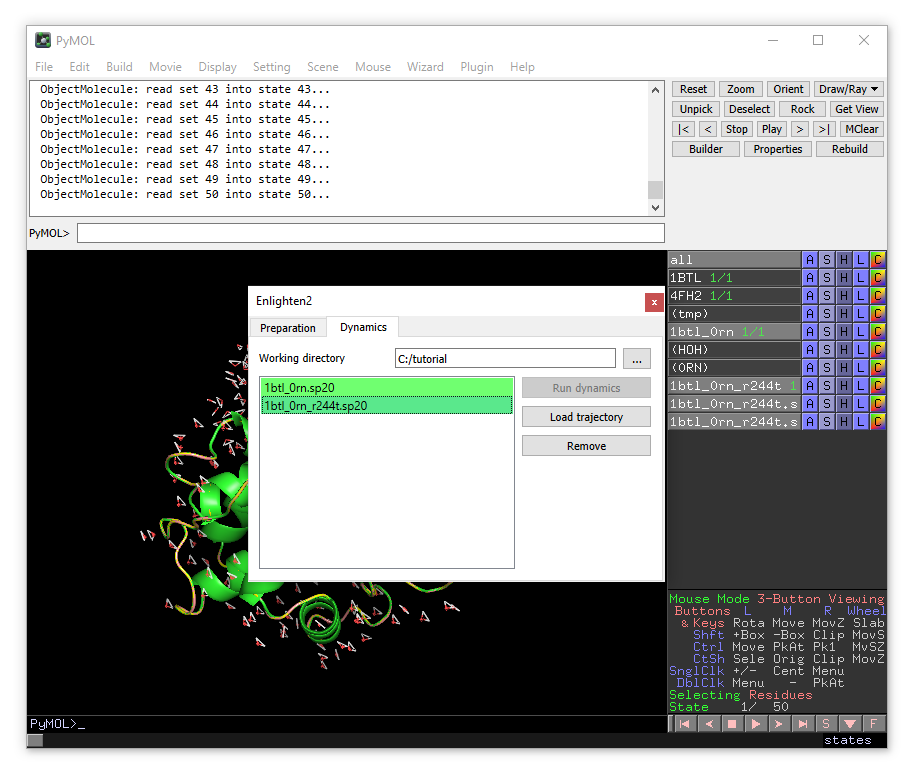 PyMOL
File Edit Build Movie Display Setting Scene Mouse Wizard Plugin Help
ObjectMolecule: read set 43 into state 43...
ObjectMolecule: read set 44 into state 44...
ObjectMolecule: read set 45 into state 45...
ObjectMolecule: read set 46 into state 46...
ObjectMolecule: read set 47 into state 47...
ObjectMolecule: read set 48 into state 48...
ObjectMolecule: read set 49 into state 49...
ObjectMolecule: read set 50 into state 50...
Reset Zoom Orient Draw/Ray
Unpick Deselect Rock Get View
|< < Stop Play > >| MClear
Builder Properties Rebuild
PyMOL>
all A S H L C
1BTL 1/1 A S H L C
4FH2 1/1 A S H L C
(tmp) A S H L C
1btl_0rn 1/1 A S H L C
(HOH) A S H L C
(0RN) A S H L C
1btl_0rn_r244t 1 A S H L C
1btl_0rn_r244t.s A S H L C
1btl_0rn_r244t.s A S H L C
Enlighten2 x
Preparation Dynamics
Working directory C:/tutorial ...
1btl_0rn.sp20
1btl_0rn_r244t.sp20
Run dynamics
Load trajectory
Remove
Mouse Mode 3-Button Viewing
Buttons L M R Wheel
& Keys Rota Move MovZ Slab
Shft +Box -Box Clip MovS
Ctrl Move PkAt Pk1 MvSZ
CtSh Sele Orig Clip MovZ
SnglClk +/- Cent Menu
DblClk Menu - PkAt
Selecting Residues
State 1/ 50
PyMOL>_
S F
states